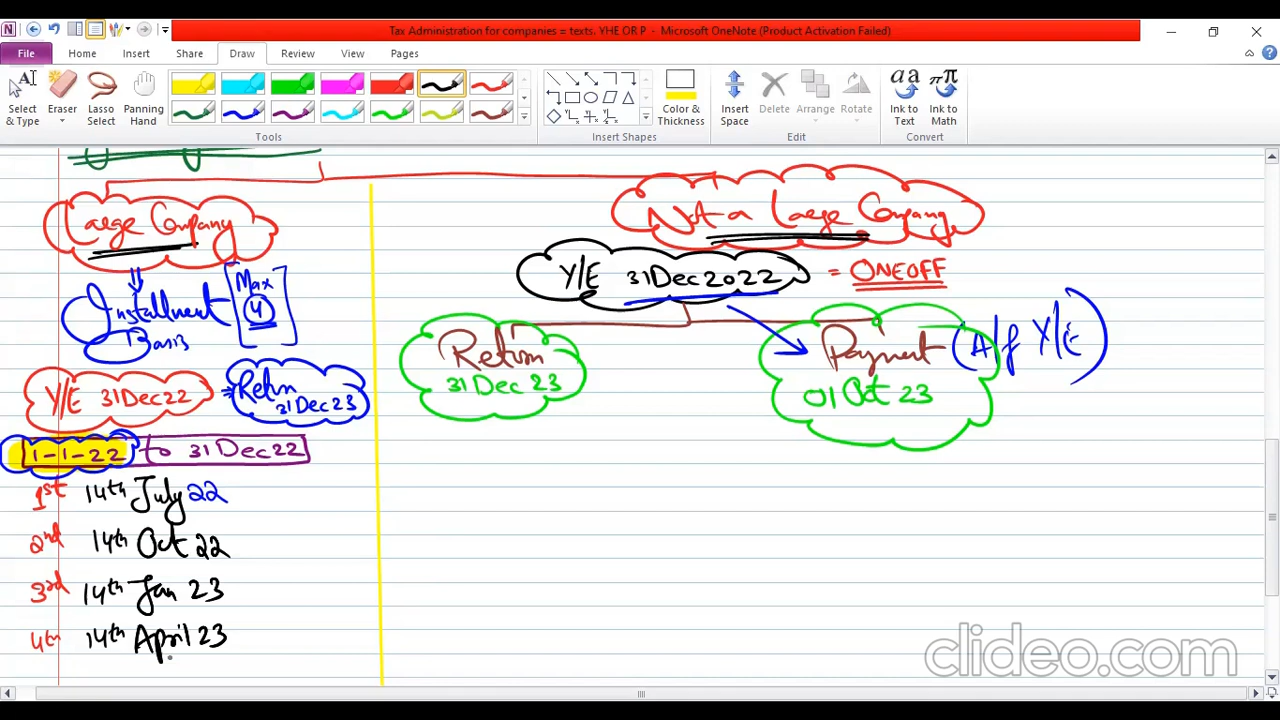 Tax Administration for companies = texts. YHE OR P - Microsoft OneNote (Product Activation Failed)
File Home Insert Share Draw Review View Pages
Select & Type
Eraser
Lasso Select
Panning Hand
Color & Thickness
Insert Space
Delete
Arrange
Rotate
Ink to Text
Ink to Math
Tools
Insert Shapes
Edit
Convert
Large Company
Installment
Basis
Max
4
Y/E 31Dec22
Return
31Dec23
1-1-22 to 31Dec22
1st 14th July 22
2nd 14th Oct 22
3rd 14th Jan 23
4th 14th April 23
Not a Large Company
Y/E 31Dec2022 = ONEOFF
Return
31Dec 23
Payment (A/f Y/E)
01 Oct 23
clideo.com